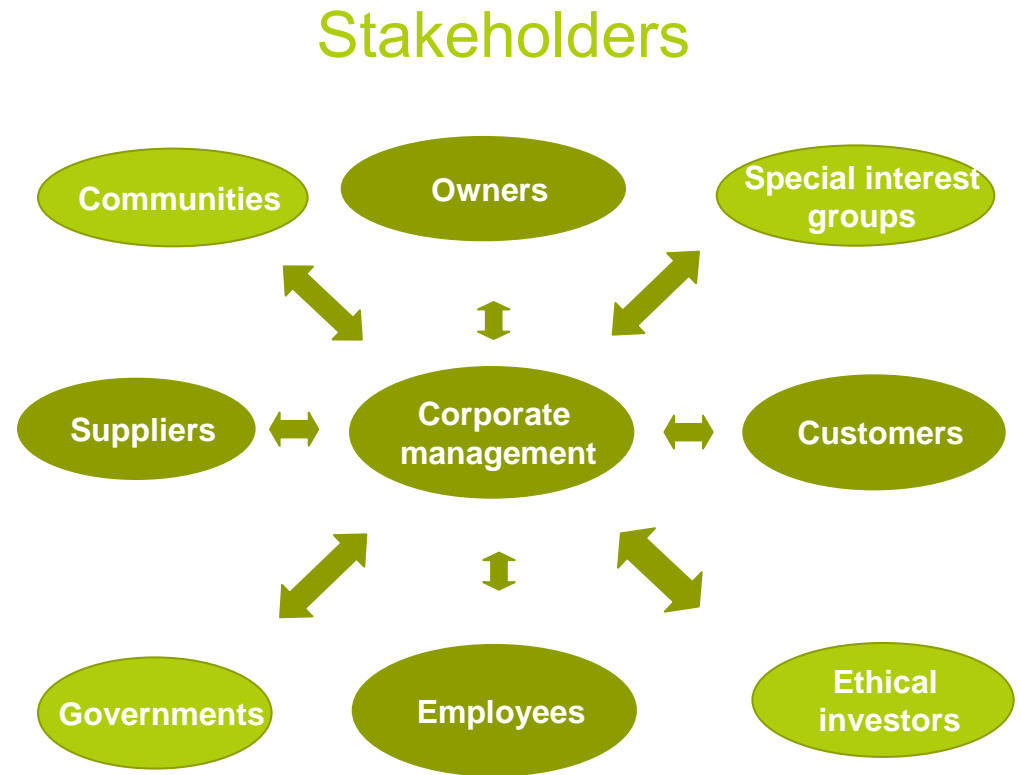 Stakeholders
Communities
Owners
Special interest
groups
Suppliers
Corporate
management
Customers
Governments
Employees
Ethical
investors